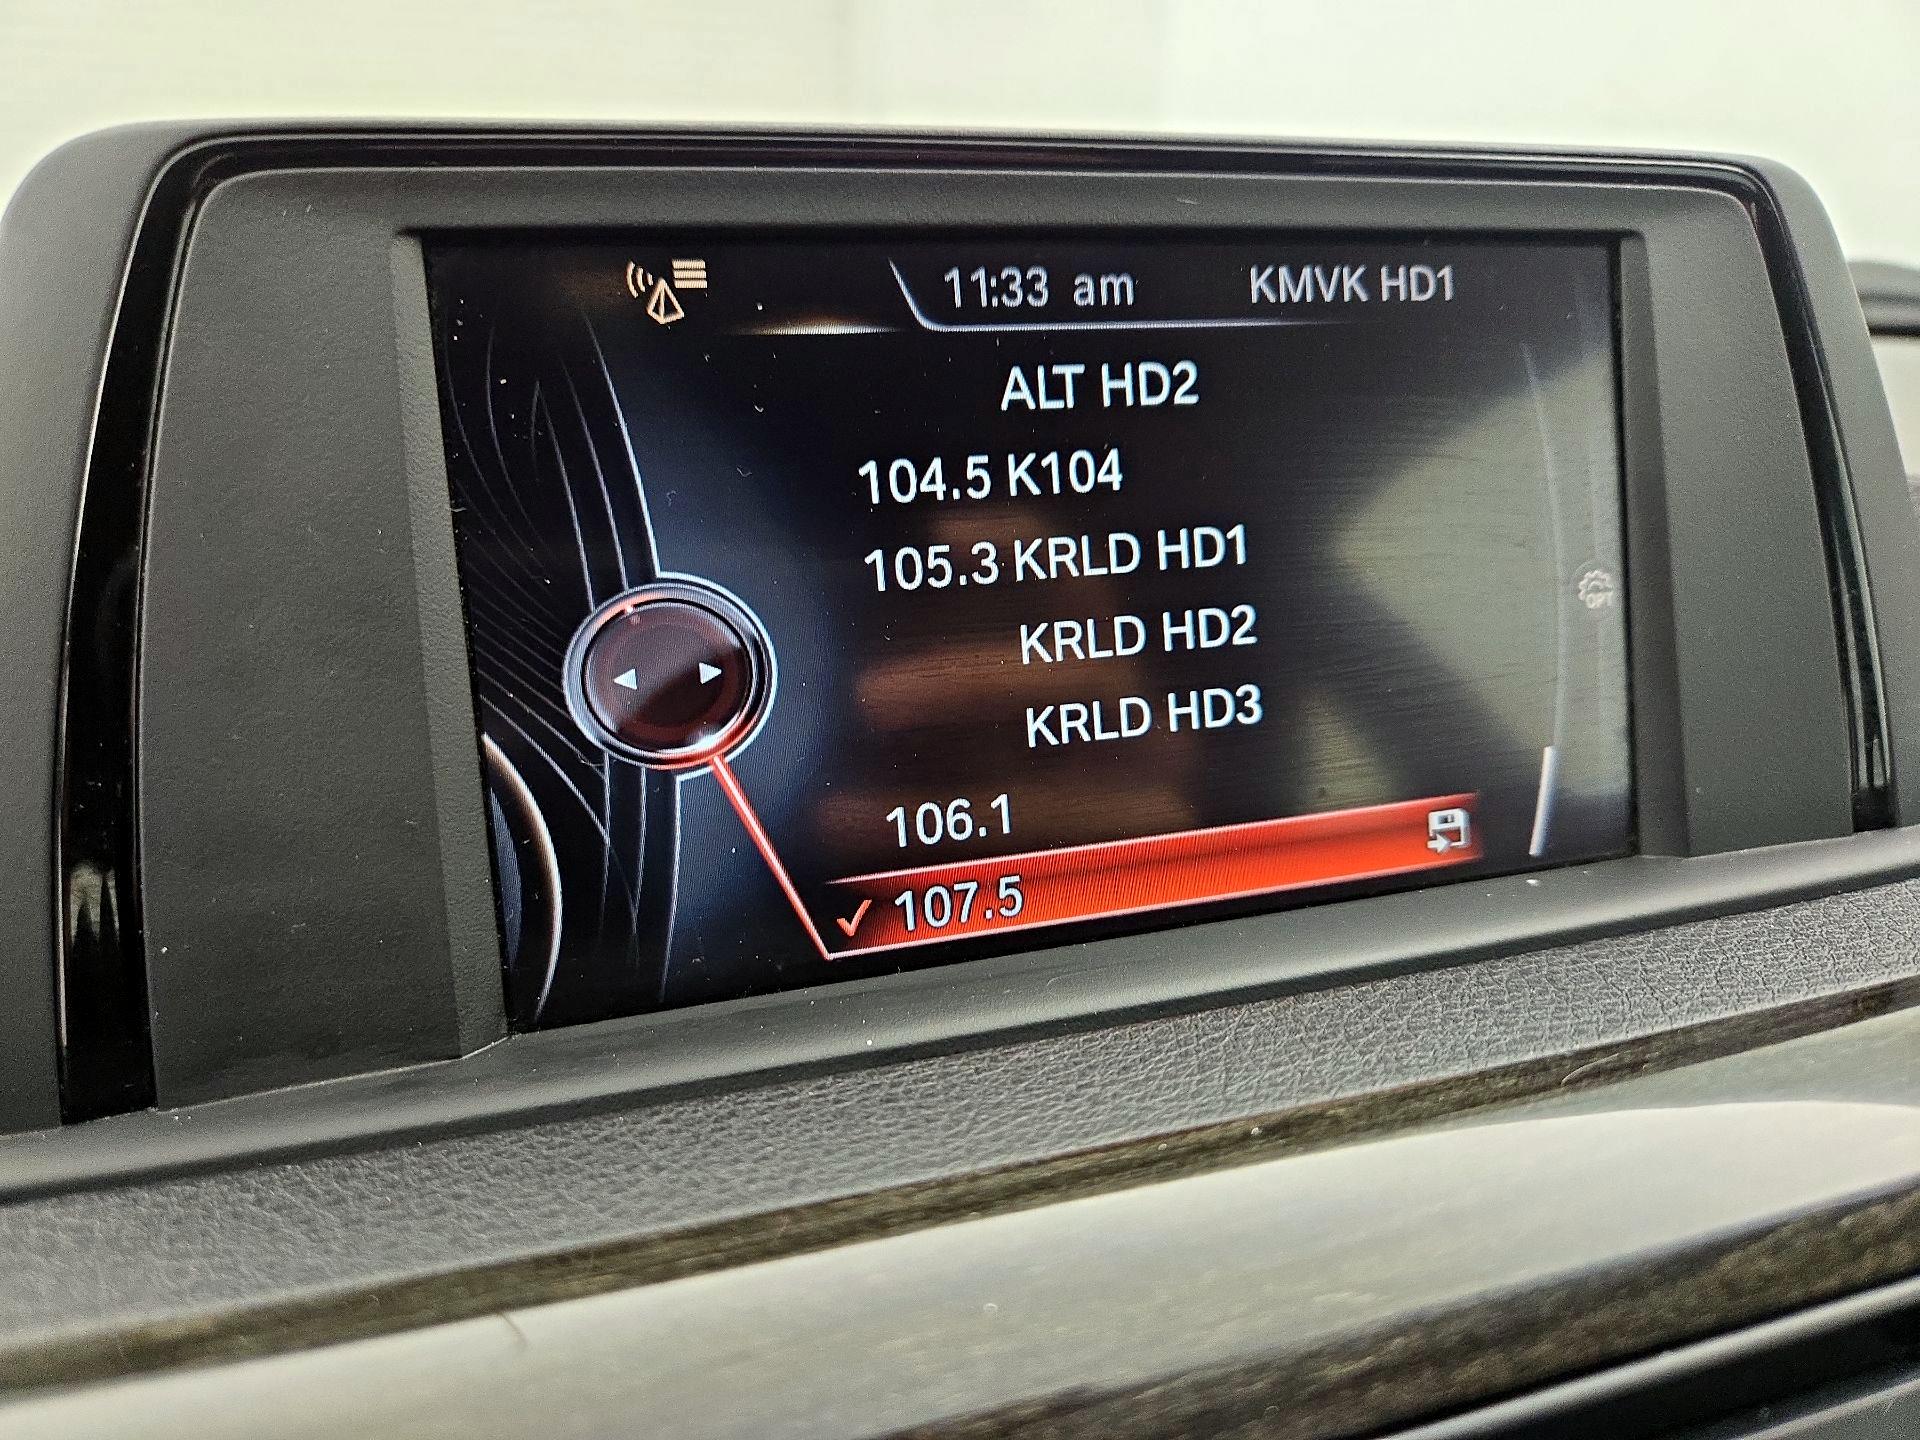 11:33 am KMVK HD1
ALT HD2
104.5 K104
105.3 KRLD HD1
KRLD HD2
KRLD HD3
106.1
107.5
OPT